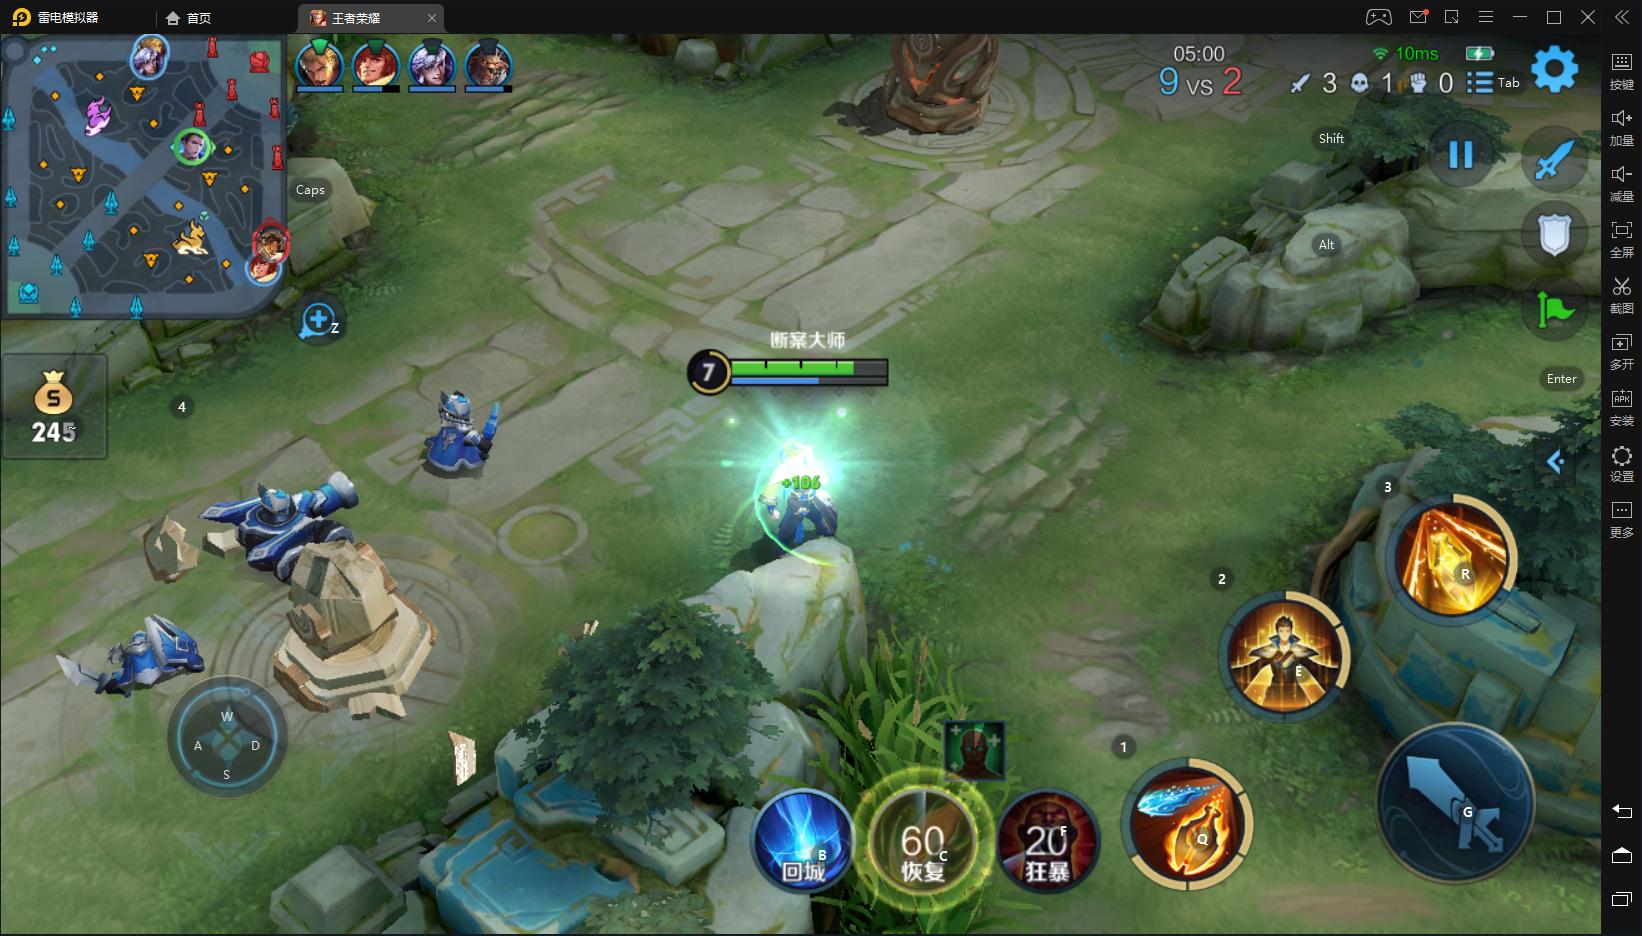 雷电模拟器
首页
王者荣耀
05:00
9 VS 2
10ms
3 1 0 Tab
Shift
Caps
Alt
Z
Enter
断案大师
7
245
4
+106
3
R
2
E
1
Q
G
W
A D
S
回城 B
60 C
恢复
20 F
狂暴
按键
加量
减量
全屏
截图
多开
APK
安装
设置
更多